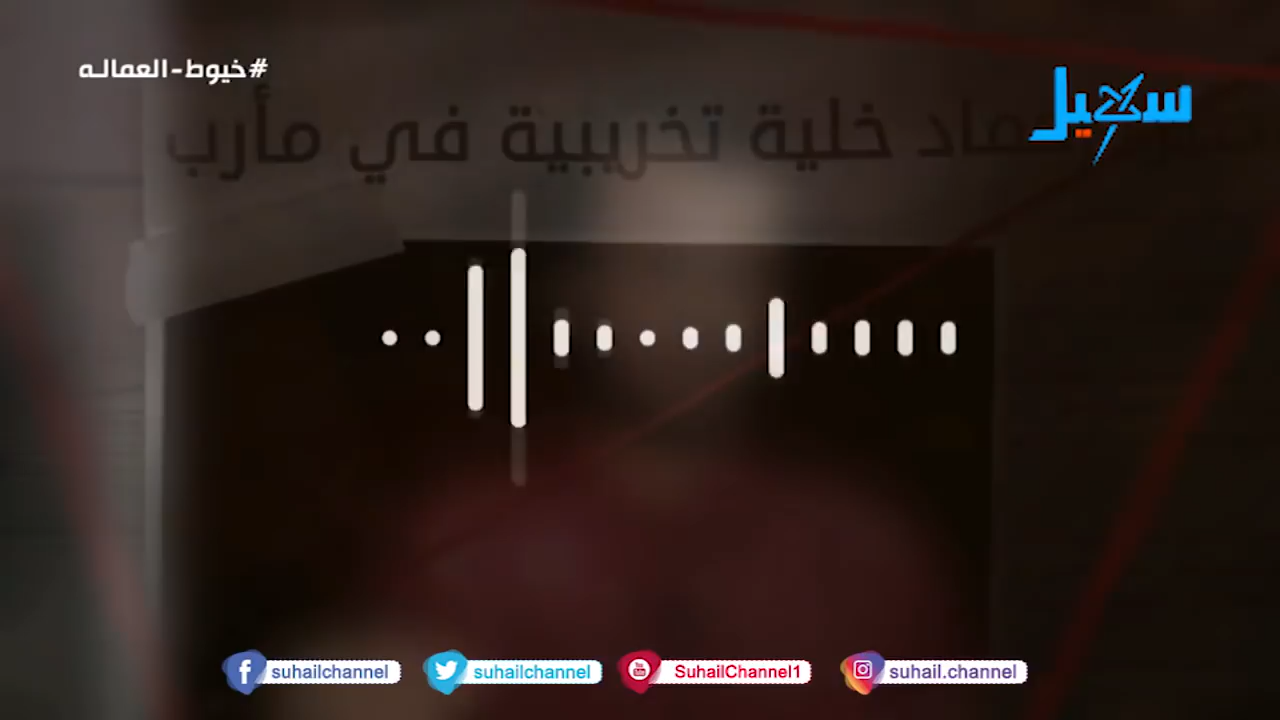 #خيوط-العماله
سهيل
خلية تخريبية في مأرب
suhailchannel
suhailchannel
SuhailChannel1
suhail.channel